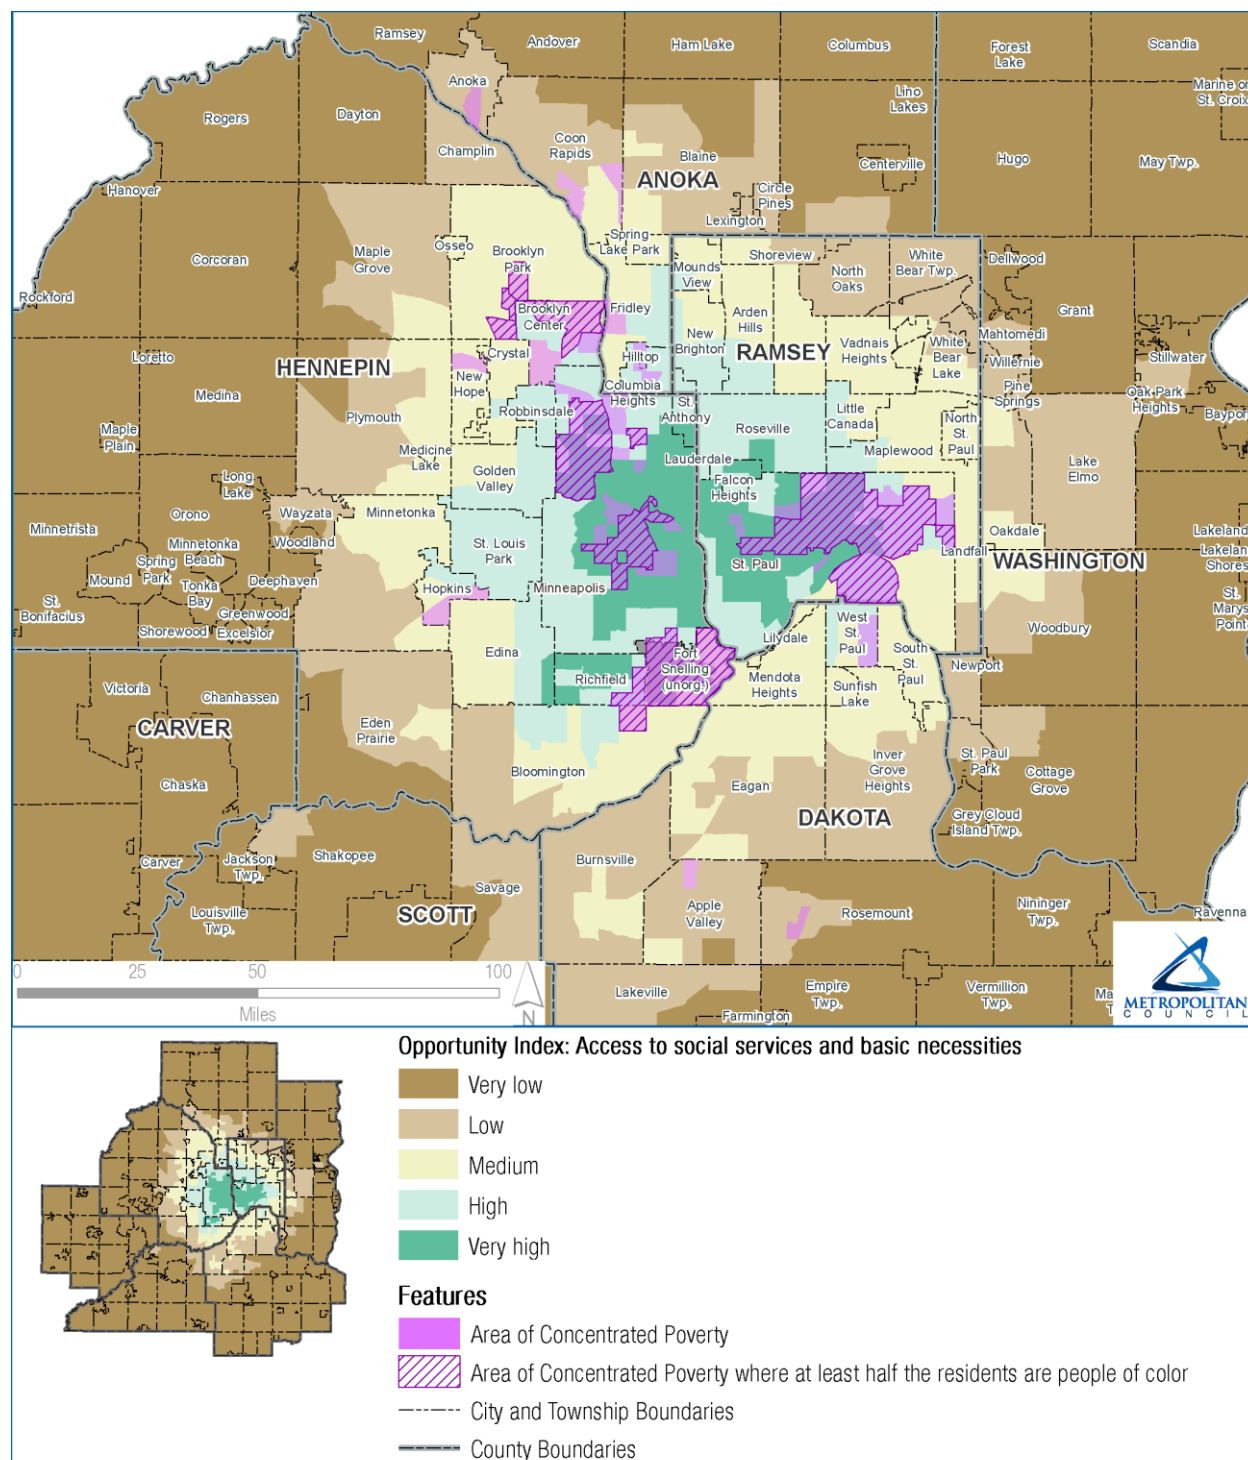 Ramsey
Andover
Ham Lake
Columbus
Forest
Lake
Scandia
Anoka
Marine on
St. Croix
Lino
Lakes
Rogers
Dayton
Champlin
Coon
Rapids
Blaine
Centerville
Hugo
May Twp.
ANOKA
Hanover
Circle
Pines
Lexington
Osseo
Spring
Lake Park
Brooklyn
Park
Maple
Grove
Corcoran
Mounds
View
Shoreview
North
Oaks
White
Bear Twp.
Dellwood
Rockford
Brooklyn
Center
Fridley
Arden
Hills
Grant
New
Brighton
RAMSEY
Vadnais
Heights
White
Bear
Lake
Mahtomedi
Willernie
Stillwater
Loretto
HENNEPIN
Crystal
Hilltop
New
Hope
Columbia
Heights
Pine
Springs
Oak Park
Heights
Bayport
Medina
Plymouth
Robbinsdale
St.
Anthony
Roseville
Little
Canada
North
St.
Paul
Maple
Plain
Medicine
Lake
Golden
Valley
Lauderdale
Maplewood
Lake
Elmo
Long
Lake
Falcon
Heights
Minnetrista
Orono
Wayzata
Minnetonka
Woodland
Minnetonka
Beach
St. Louis
Park
Oakdale
Lakeland
Landfall
WASHINGTON
Lakeland
Shores
Spring
Park
Mound
Tonka
Bay
Deephaven
Hopkins
Minneapolis
St. Paul
St.
Bonifacius
Greenwood
Shorewood
Excelsior
St.
Marys
Point
Woodbury
Edina
Lilydale
West
St.
Paul
South
St.
Paul
Newport
Fort
Snelling
(unorg.)
Richfield
Mendota
Heights
Sunfish
Lake
Victoria
Chanhassen
CARVER
Eden
Prairie
Chaska
Bloomington
Eagan
Inver
Grove
Heights
St. Paul
Park
Cottage
Grove
DAKOTA
Grey Cloud
Island Twp.
Carver
Jackson
Twp.
Shakopee
Burnsville
Savage
Louisville
Twp.
SCOTT
Apple
Valley
Rosemount
Nininger
Twp.
Ravenna
0 25 50 100
Miles
N
Lakeville
Farmington
Empire
Twp.
Vermillion
Twp.
METROPOLITAN
COUNCIL
Opportunity Index: Access to social services and basic necessities
Very low
Low
Medium
High
Very high
Features
Area of Concentrated Poverty
Area of Concentrated Poverty where at least half the residents are people of color
City and Township Boundaries
County Boundaries